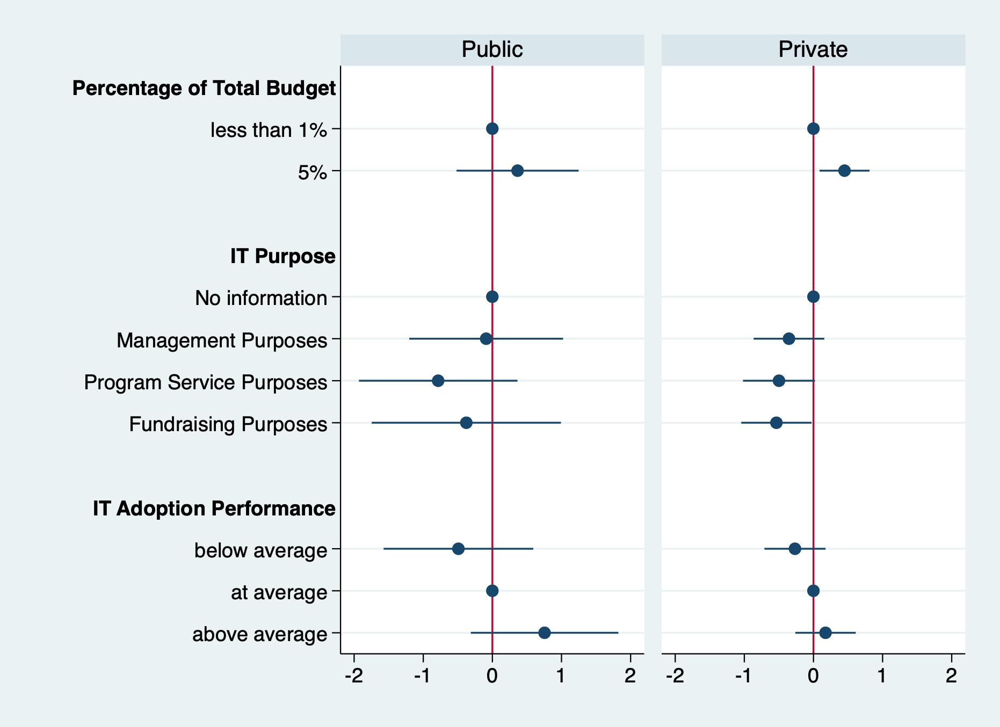 Public
Private
Percentage of Total Budget
less than 1%
5%
IT Purpose
No information
Management Purposes
Program Service Purposes
Fundraising Purposes
IT Adoption Performance
below average
at average
above average
-2 -1 0 1 2
-2 -1 0 1 2